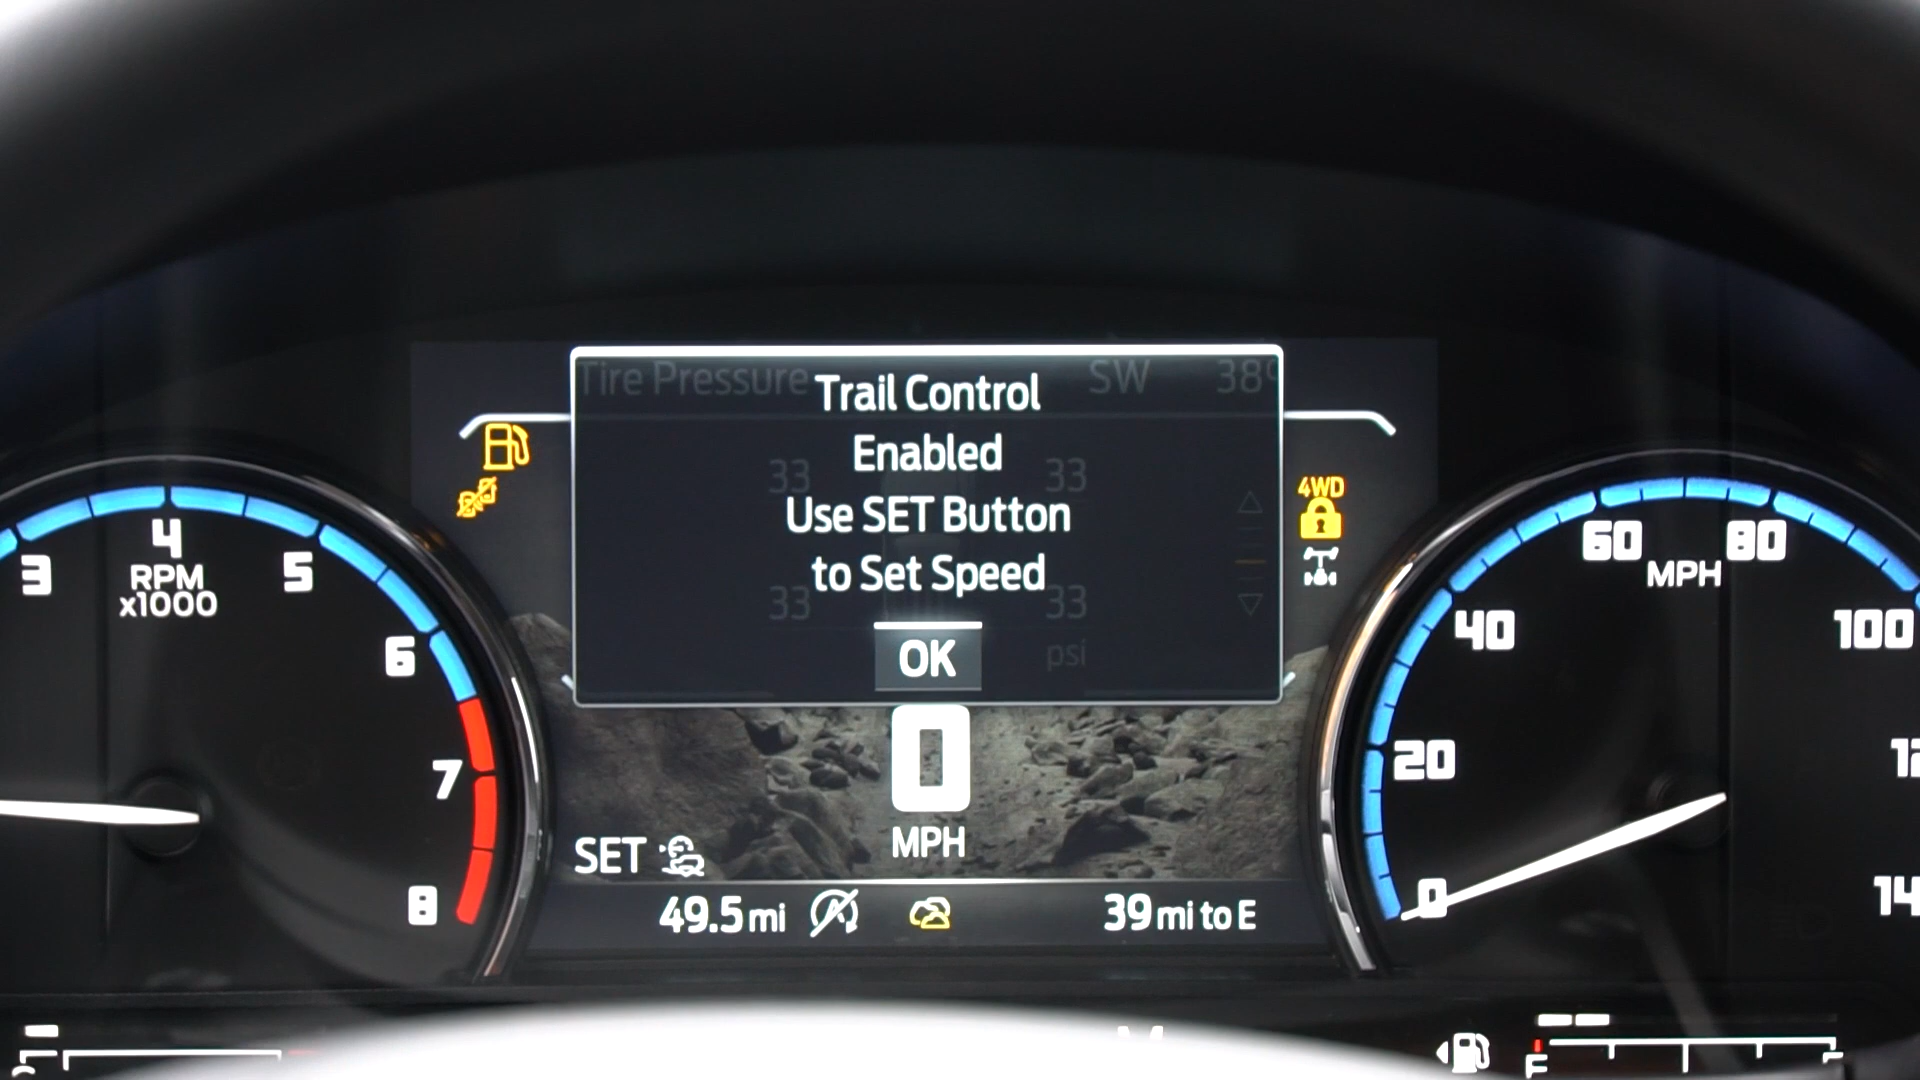 Tire Pressure
SW
38°
Trail Control
Enabled
33
33
Use SET Button
to Set Speed
33
33
OK
psi
4WD
3
4
5
6
7
8
RPM
x1000
0
MPH
SET
49.5 mi
39 mi to E
0
20
40
60
80
100
MPH